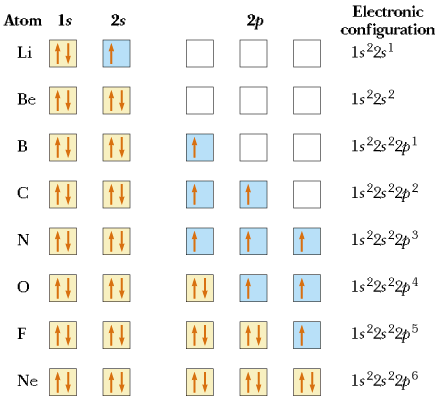 Atom 1s 2s 2p Electronic configuration
Li 1s²2s¹
Be 1s²2s²
B 1s²2s²2p¹
C 1s²2s²2p²
N 1s²2s²2p³
O 1s²2s²2p⁴
F 1s²2s²2p⁵
Ne 1s²2s²2p⁶